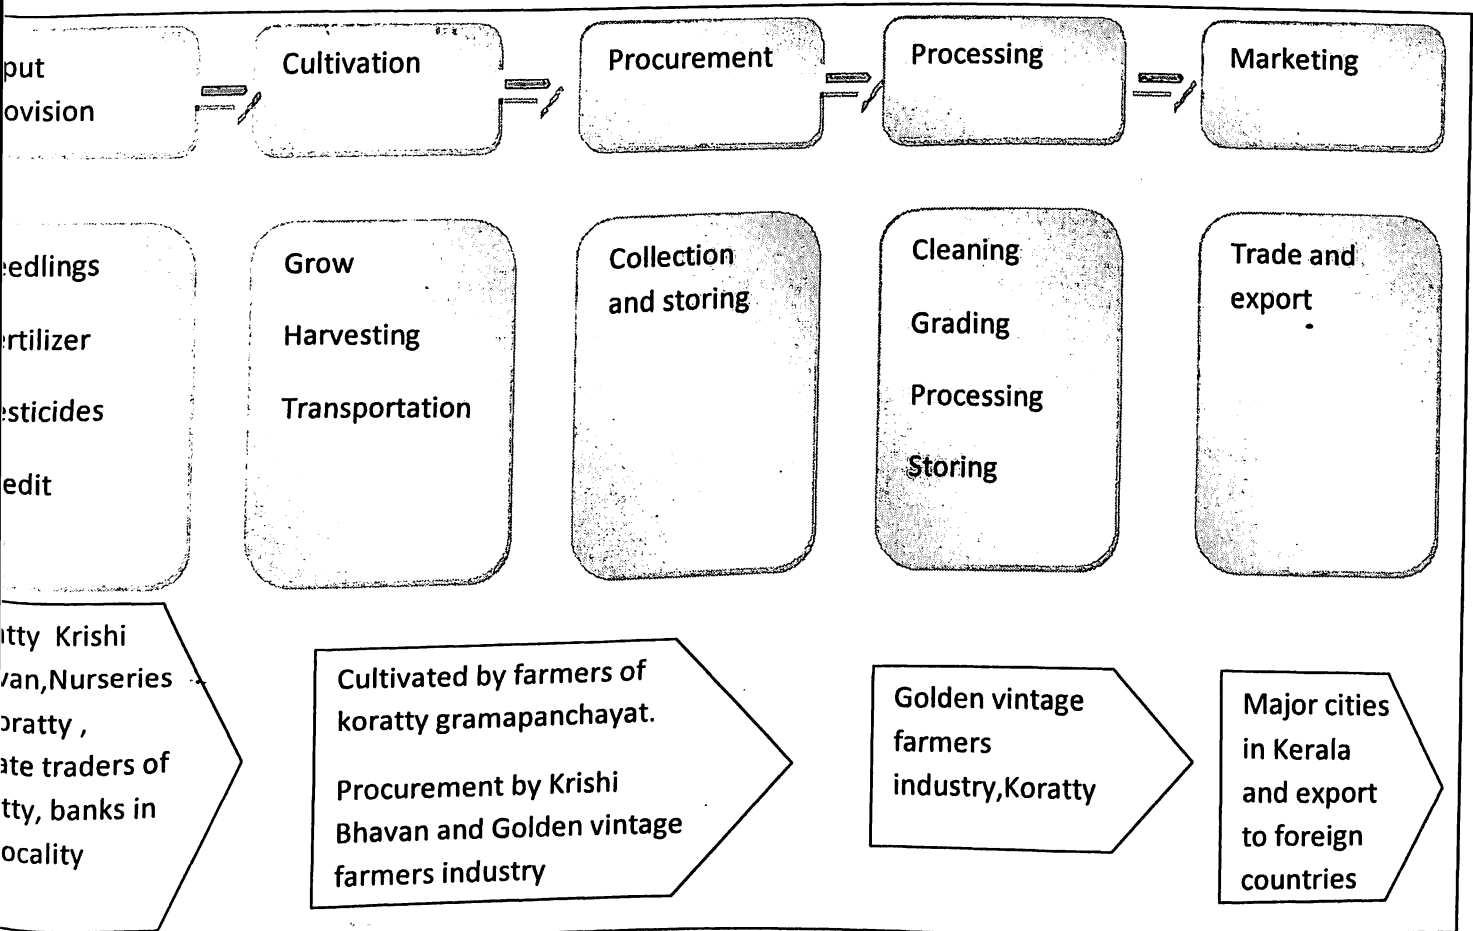 put
ovision
Cultivation
Procurement
Processing
Marketing
eedlings
rtilizer
esticides
edit
Grow
Harvesting
Transportation
Collection
and storing
Cleaning
Grading
Processing
Storing
Trade and
export
tty Krishi
van,Nurseries
oratty ,
ate traders of
tty, banks in
ocality
Cultivated by farmers of
koratty gramapanchayat.
Procurement by Krishi
Bhavan and Golden vintage
farmers industry
Golden vintage
farmers
industry,Koratty
Major cities
in Kerala
and export
to foreign
countries